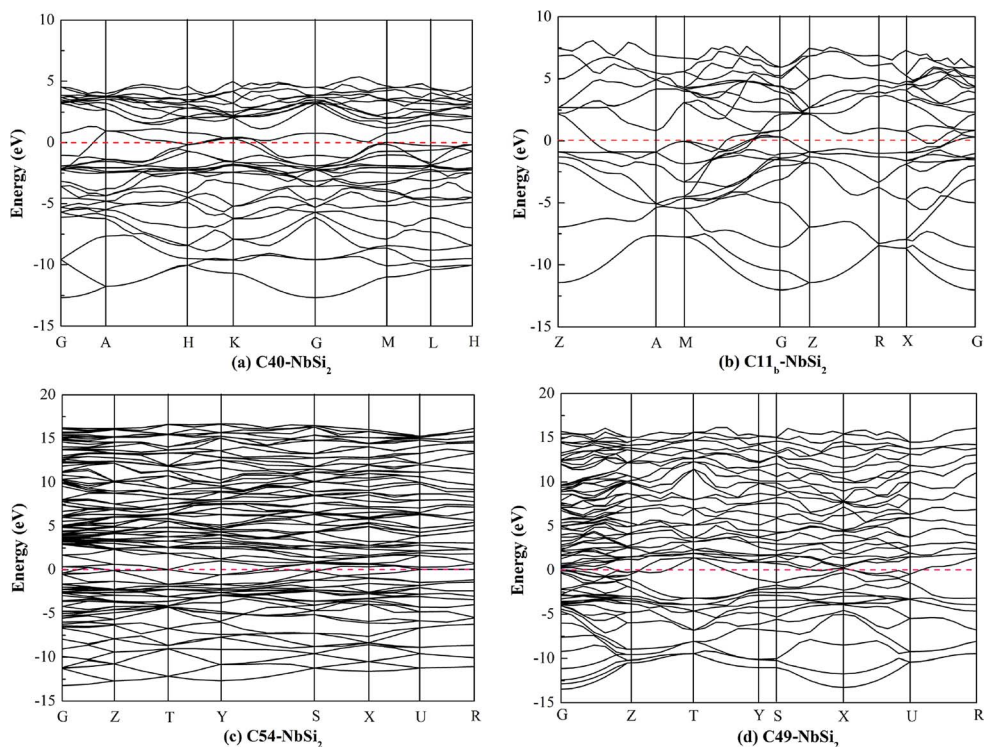 10
5
0
-5
-10
-15
Energy (eV)
G A H K G M L H
(a) C40-NbSi2
10
5
0
-5
-10
-15
Energy (eV)
Z A M G Z R X G
(b) C11b-NbSi2
20
15
10
5
0
-5
-10
-15
Energy (eV)
G Z T Y S X U R
(c) C54-NbSi2
20
15
10
5
0
-5
-10
-15
Energy (eV)
G Z T Y S X U R
(d) C49-NbSi2